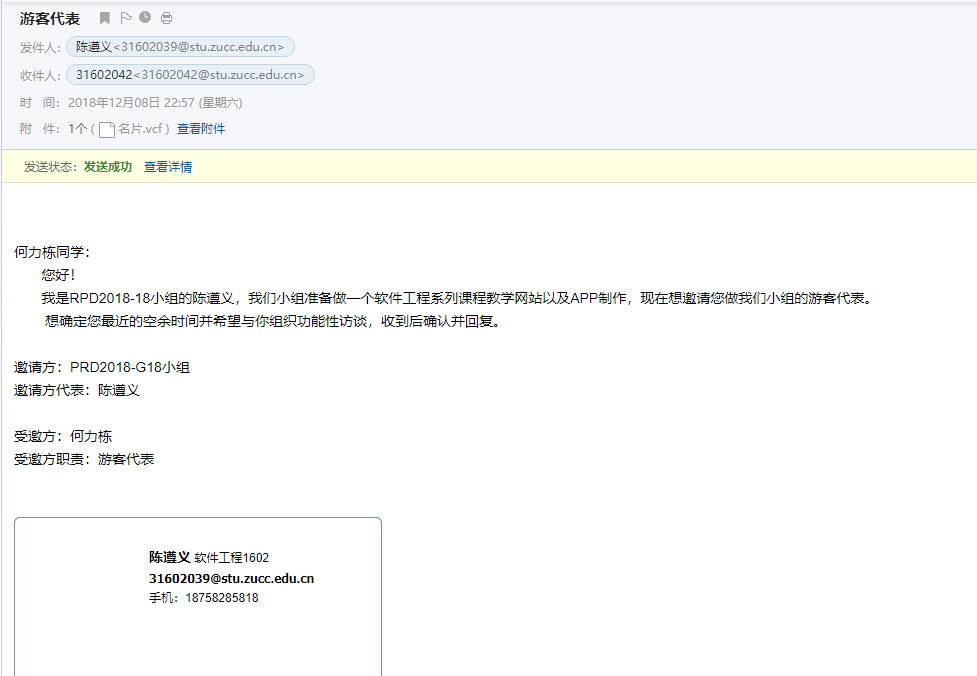 游客代表
发件人：陈遵义<31602039@stu.zucc.edu.cn>
收件人：31602042<31602042@stu.zucc.edu.cn>
时 间：2018年12月08日 22:57 (星期六)
附 件：1个 ( 名片.vcf ) 查看附件
发送状态：发送成功 查看详情
何力栋同学：
您好！
我是RPD2018-18小组的陈遵义，我们小组准备做一个软件工程系列课程教学网站以及APP制作，现在想邀请您做我们小组的游客代表。
想确定您最近的空余时间并希望与你组织功能性访谈，收到后确认并回复。
邀请方：PRD2018-G18小组
邀请方代表：陈遵义
受邀方：何力栋
受邀方职责：游客代表
陈遵义 软件工程1602
31602039@stu.zucc.edu.cn
手机：18758285818